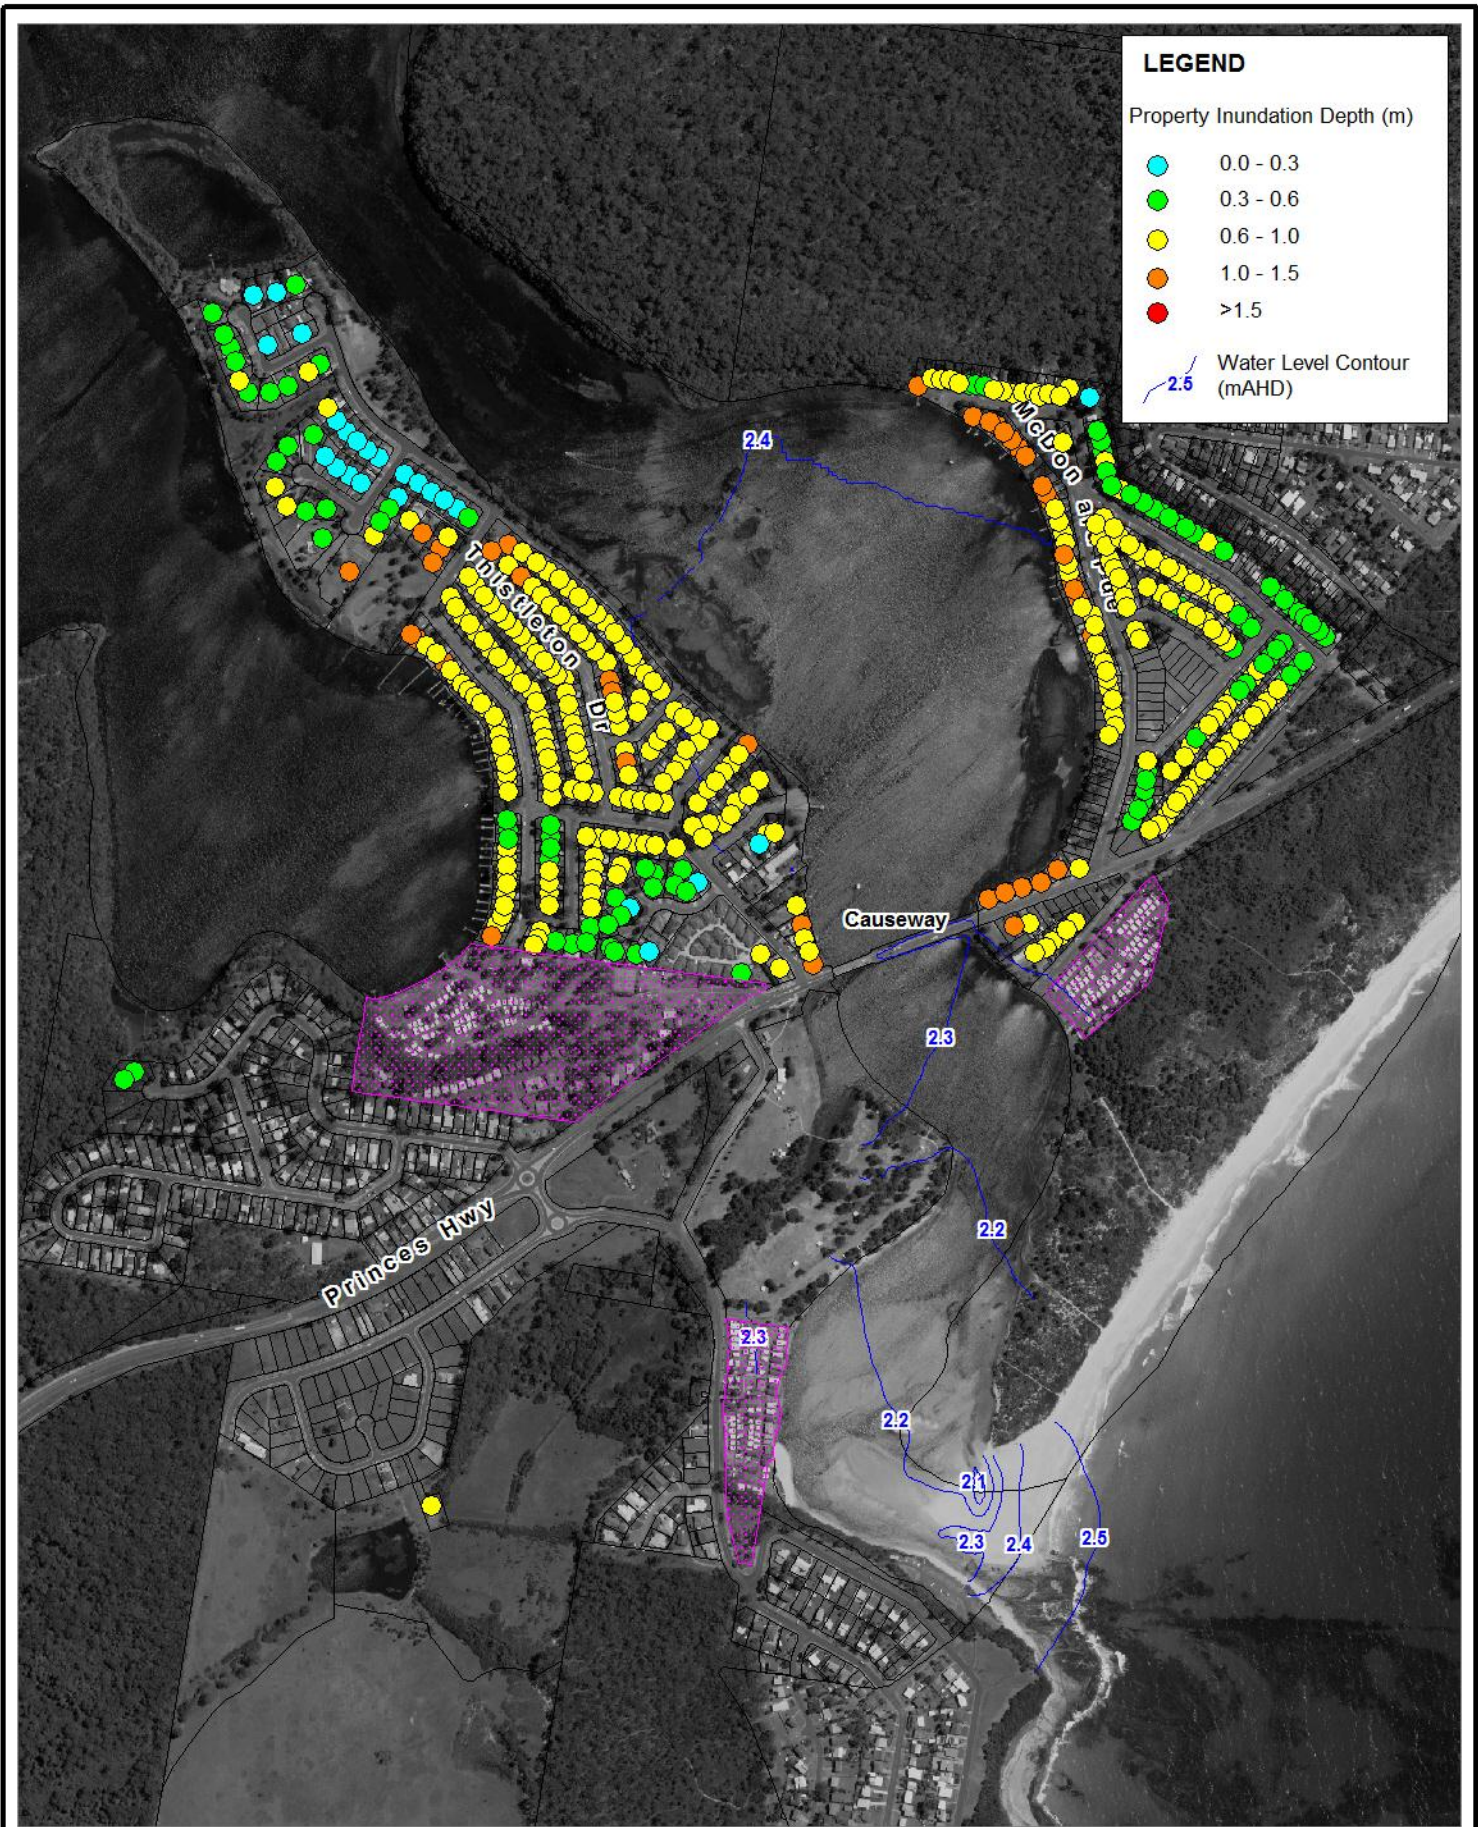 LEGEND
Property Inundation Depth (m)
0.0 - 0.3
0.3 - 0.6
0.6 - 1.0
1.0 - 1.5
>1.5
2.5
Water Level Contour
(mAHD)
2.4
McDon
Thistleton
Dr
Causeway
2.3
2.2
Princes Hwy
2.3
2.2
2.1
2.3
2.4
2.5